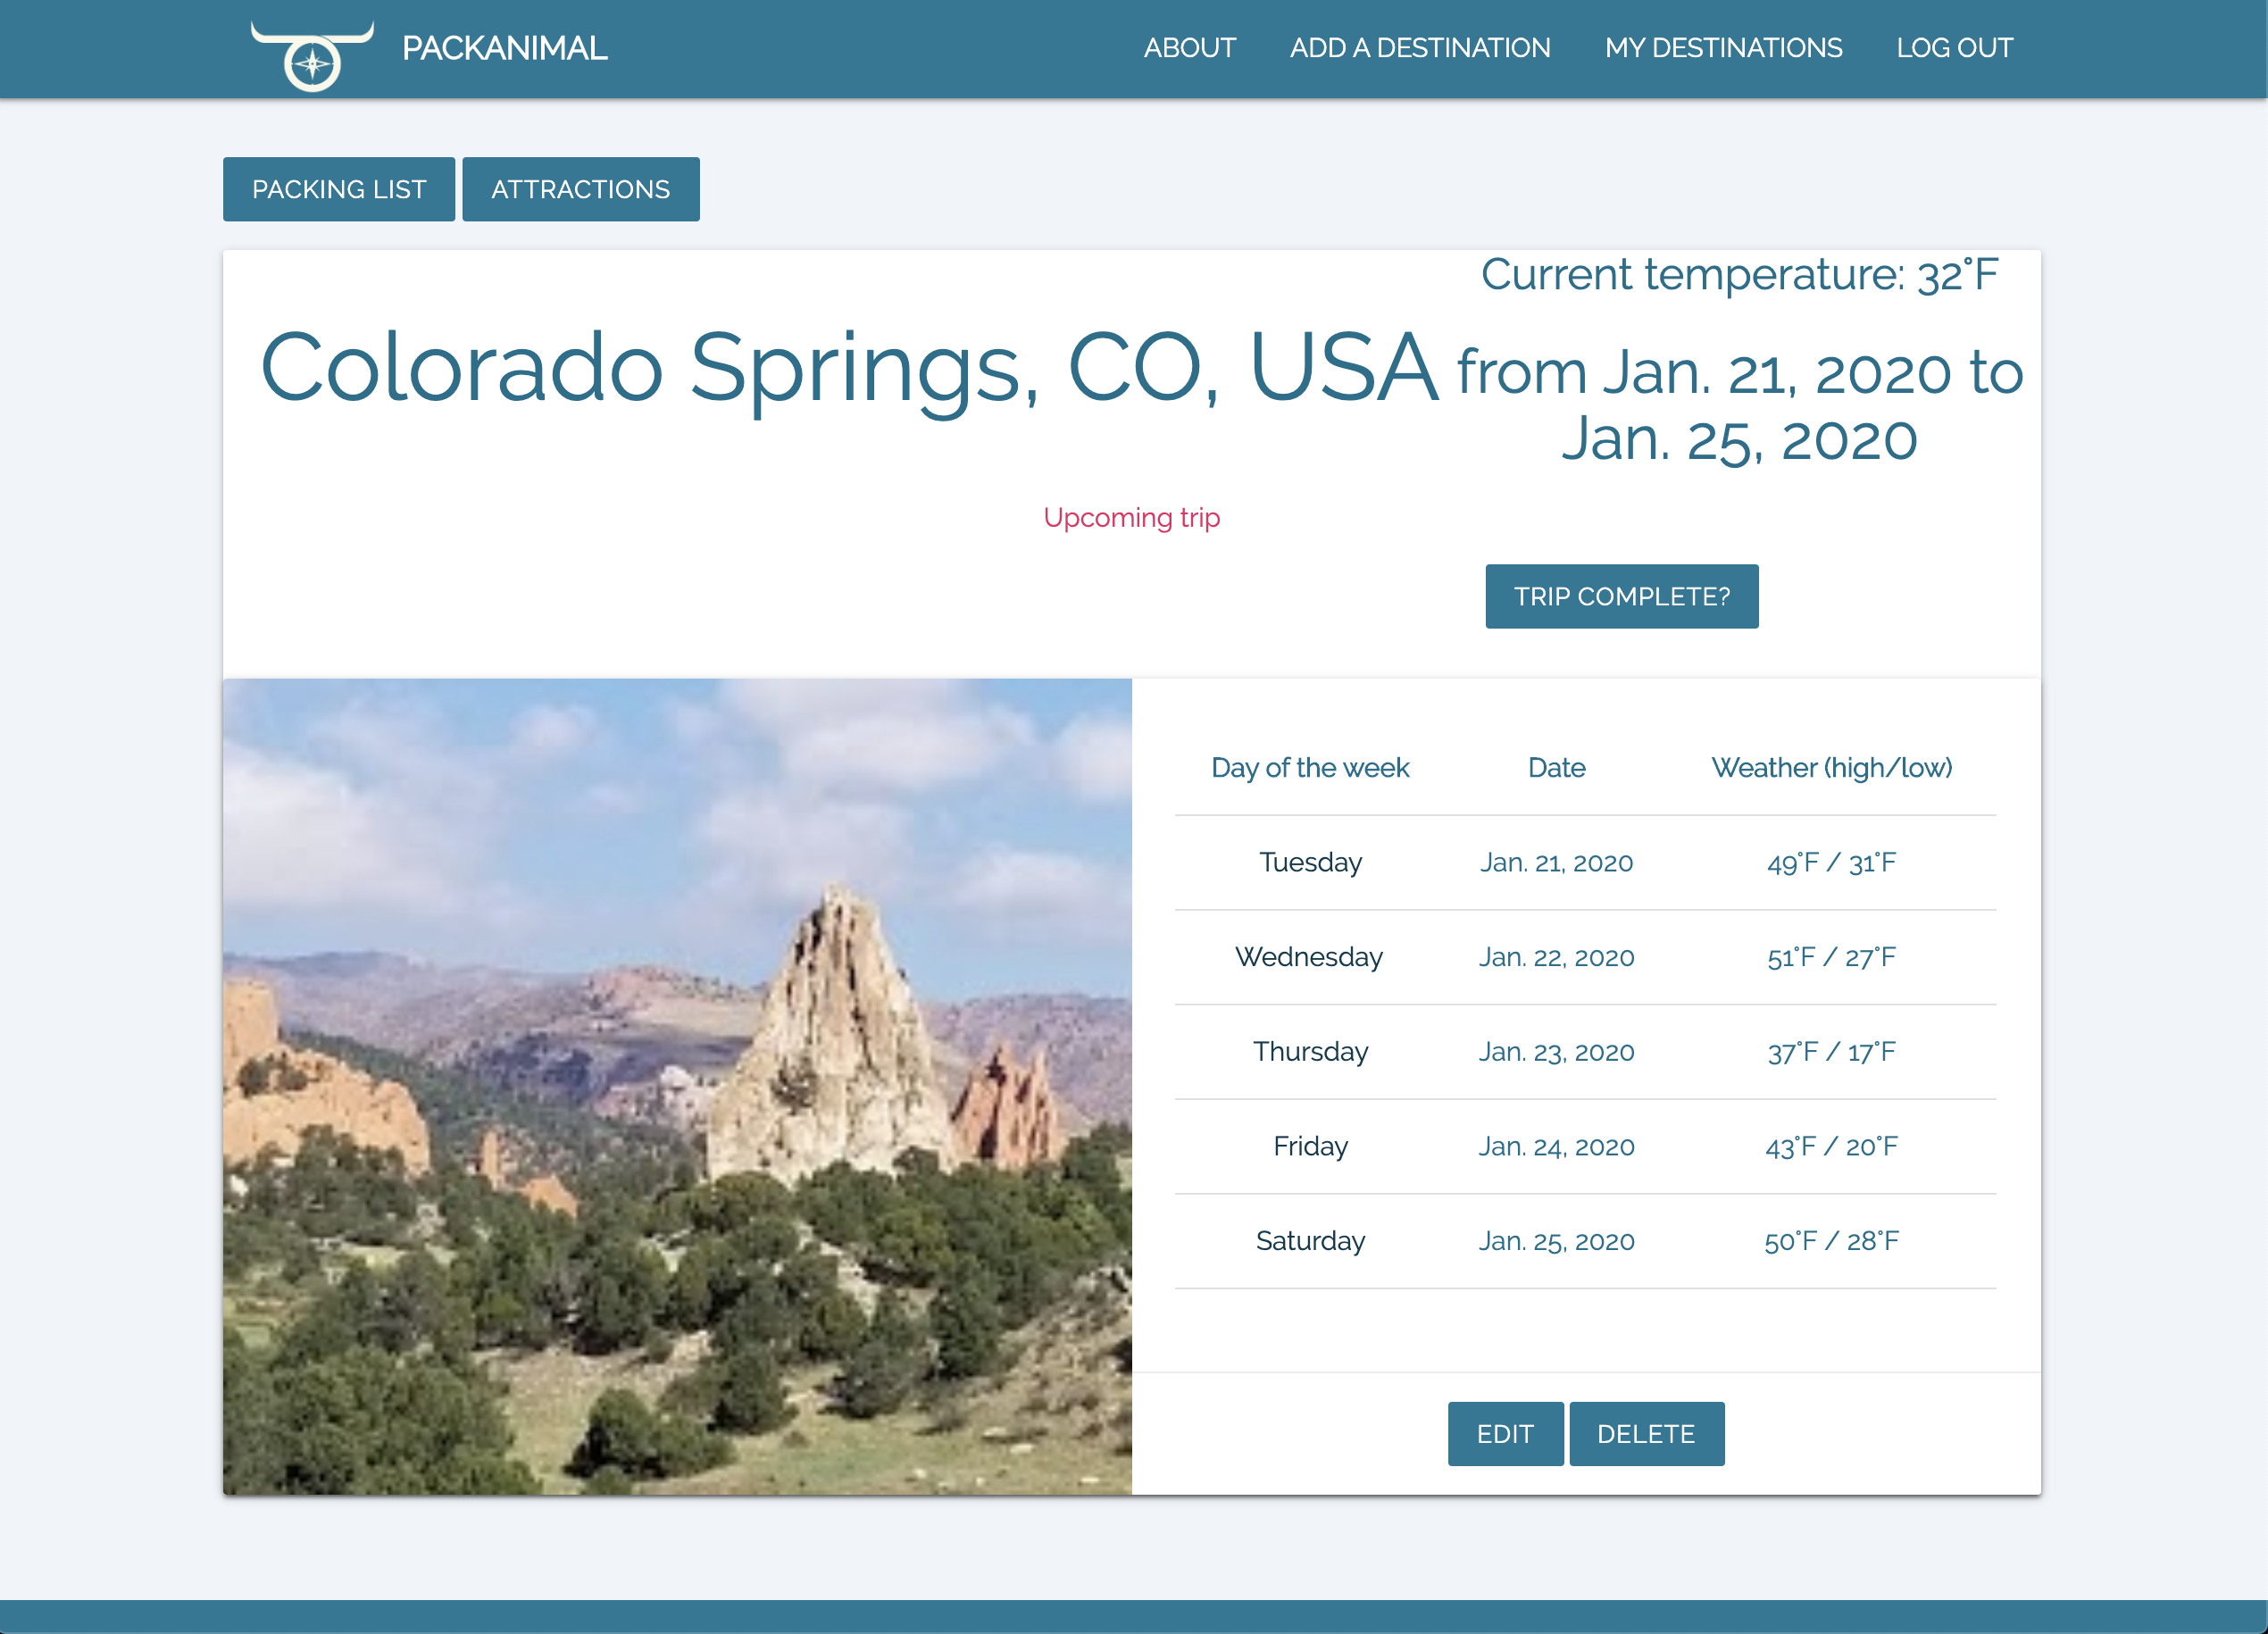 PACKANIMAL
ABOUT ADD A DESTINATION MY DESTINATIONS LOG OUT
PACKING LIST ATTRACTIONS
Current temperature: 32°F
Colorado Springs, CO, USA
from Jan. 21, 2020 to
Jan. 25, 2020
Upcoming trip
TRIP COMPLETE?
Day of the week Date Weather (high/low)
Tuesday Jan. 21, 2020 49°F / 31°F
Wednesday Jan. 22, 2020 51°F / 27°F
Thursday Jan. 23, 2020 37°F / 17°F
Friday Jan. 24, 2020 43°F / 20°F
Saturday Jan. 25, 2020 50°F / 28°F
EDIT DELETE